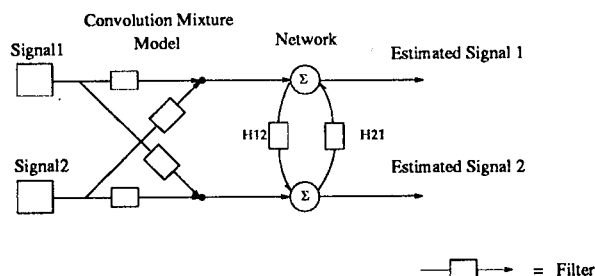 Convolution Mixture
Model
Signal1
Network
Estimated Signal 1
Σ
H12
H21
Signal2
Estimated Signal 2
Σ
= Filter